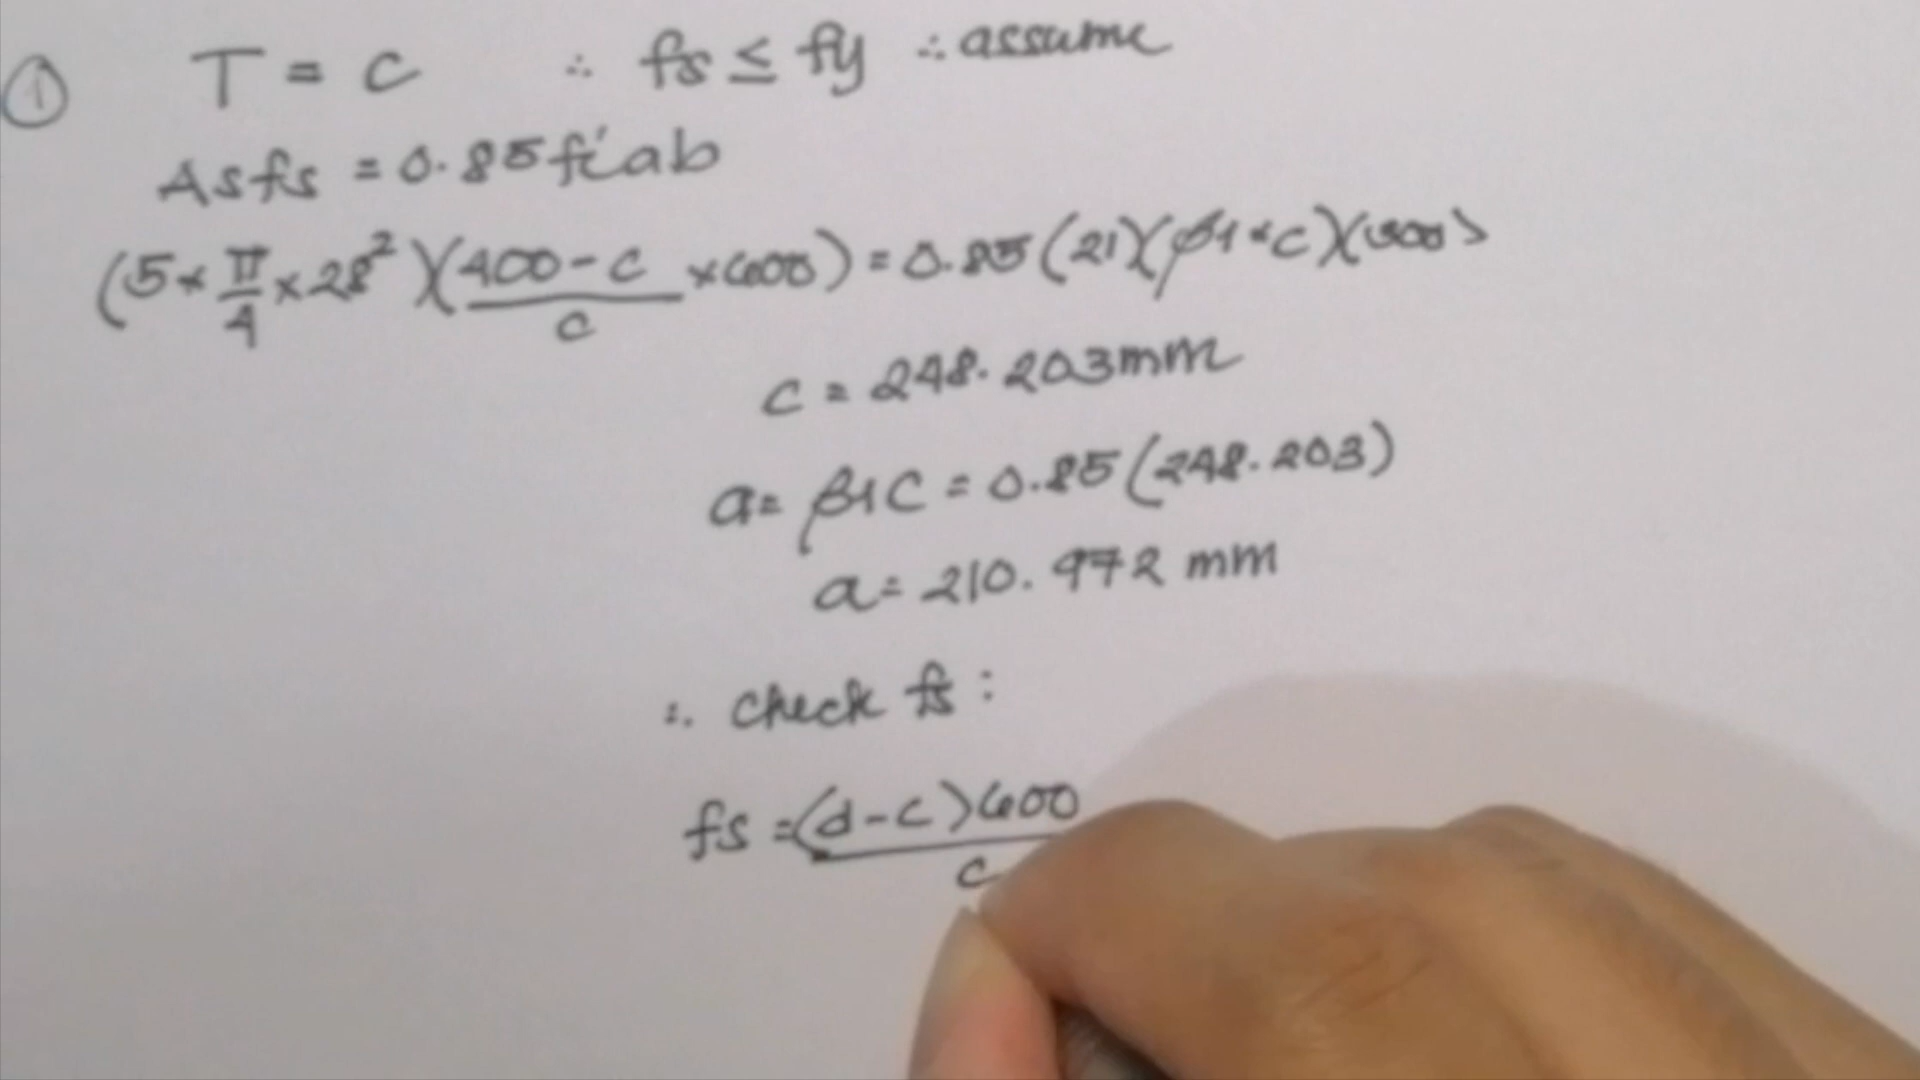 ① T = C ∴ fs ≤ fy ∴ assume
Asfs = 0.85fc'ab
(5 × π/4 × 28²)(400 - c/c × 600) = 0.85(21)(β1 × c)(300)
c = 248.203mm
a = β1C = 0.85(248.203)
a = 210.972 mm
∴ check fs :
fs = (d - c)600/c